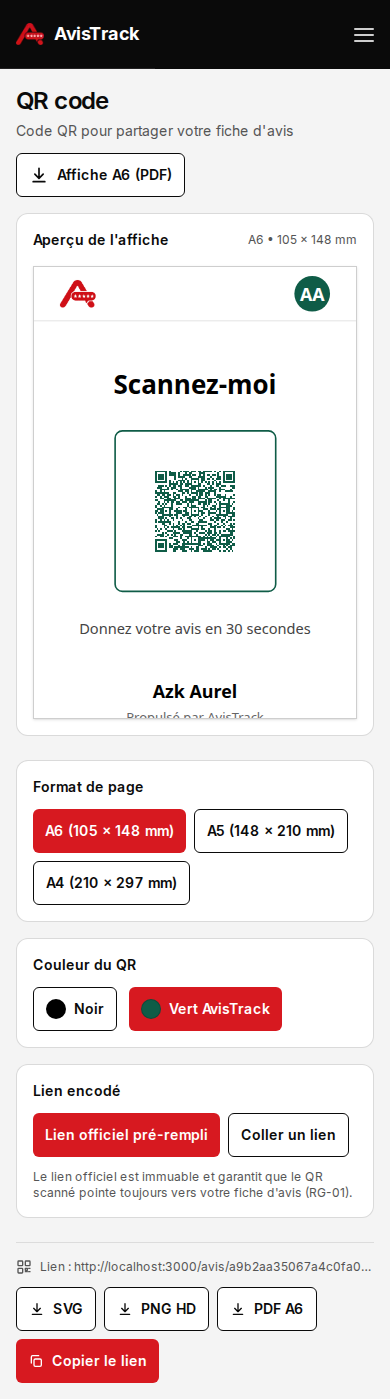 AvisTrack
QR code
Code QR pour partager votre fiche d'avis
Affiche A6 (PDF)
Aperçu de l'affiche
A6 • 105 × 148 mm
AA
Scannez-moi
Donnez votre avis en 30 secondes
Azk Aurel
Propulsé par AvisTrack
Format de page
A6 (105 × 148 mm)
A5 (148 × 210 mm)
A4 (210 × 297 mm)
Couleur du QR
Noir
Vert AvisTrack
Lien encodé
Lien officiel pré-rempli
Coller un lien
Le lien officiel est immuable et garantit que le QR
scanné pointe toujours vers votre fiche d'avis (RG-01).
Lien : http://localhost:3000/avis/a9b2aa35067a4c0fa0...
SVG
PNG HD
PDF A6
Copier le lien